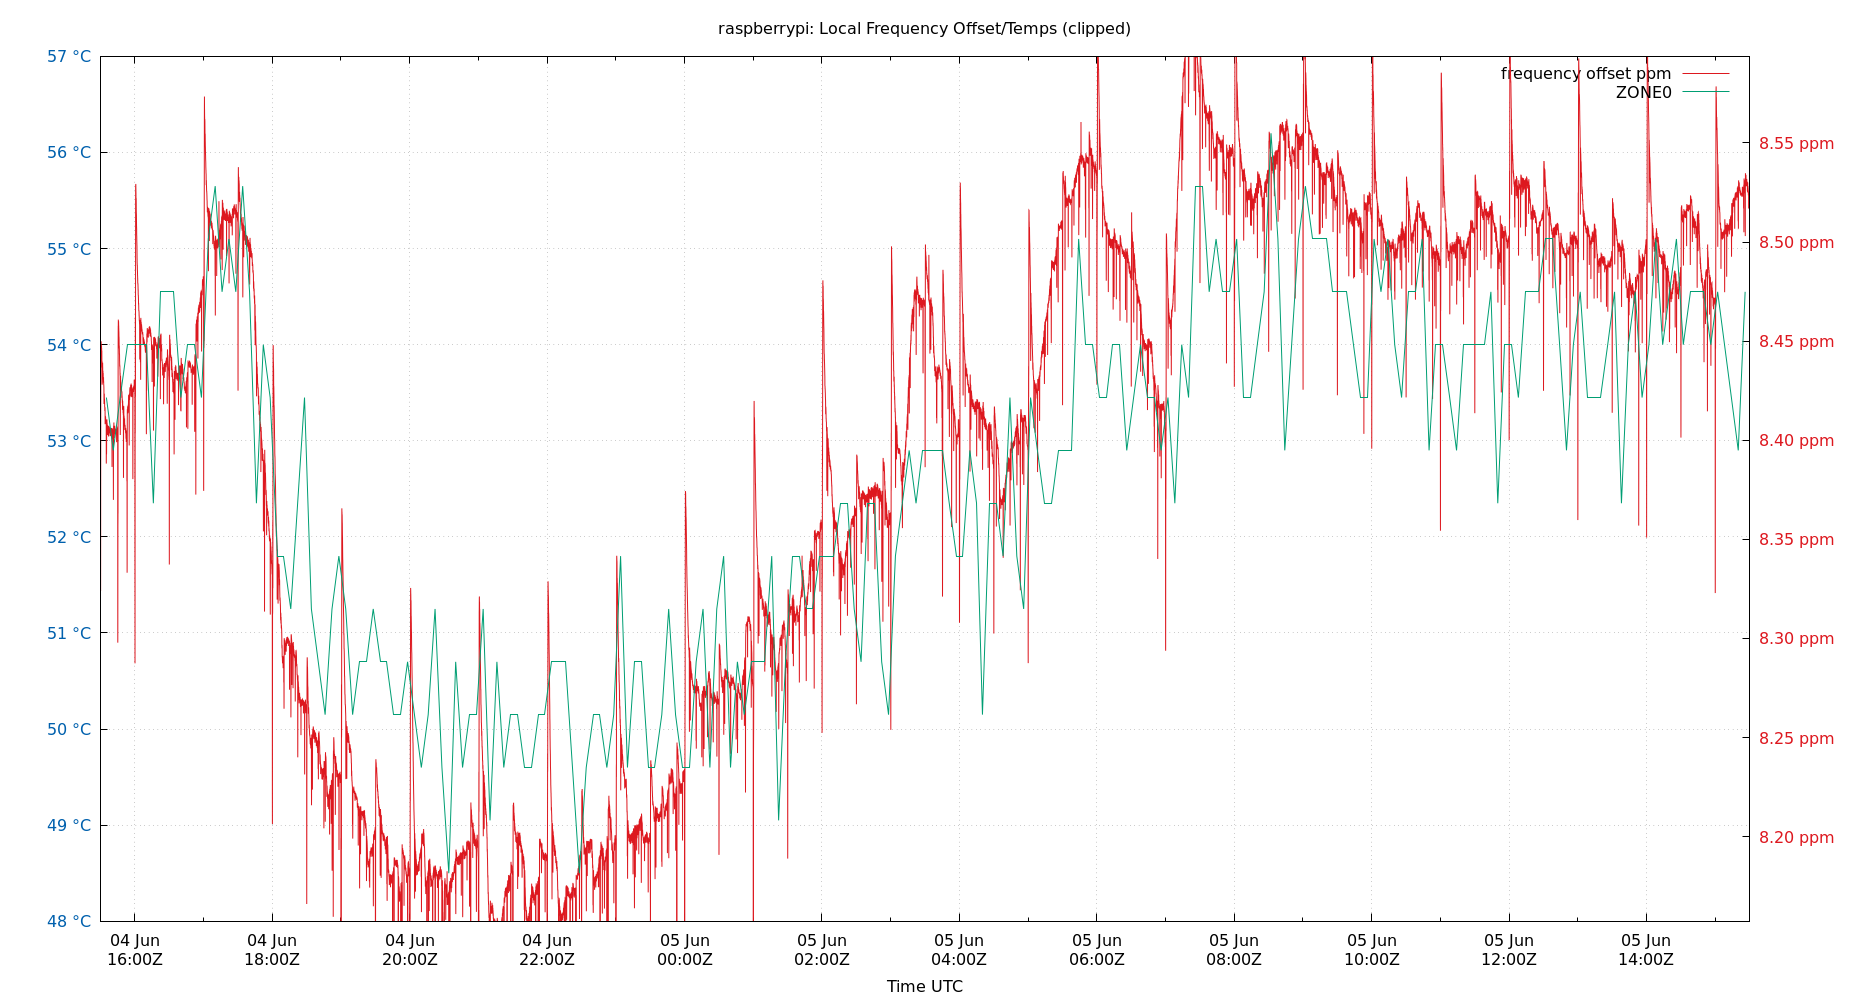 raspberrypi: Local Frequency Offset/Temps (clipped)
57 °C
56 °C
55 °C
54 °C
53 °C
52 °C
51 °C
50 °C
49 °C
48 °C
frequency offset ppm
ZONE0
8.55 ppm
8.50 ppm
8.45 ppm
8.40 ppm
8.35 ppm
8.30 ppm
8.25 ppm
8.20 ppm
04 Jun 04 Jun 04 Jun 04 Jun 05 Jun 05 Jun 05 Jun 05 Jun 05 Jun 05 Jun 05 Jun 05 Jun
16:00Z 18:00Z 20:00Z 22:00Z 00:00Z 02:00Z 04:00Z 06:00Z 08:00Z 10:00Z 12:00Z 14:00Z
Time UTC